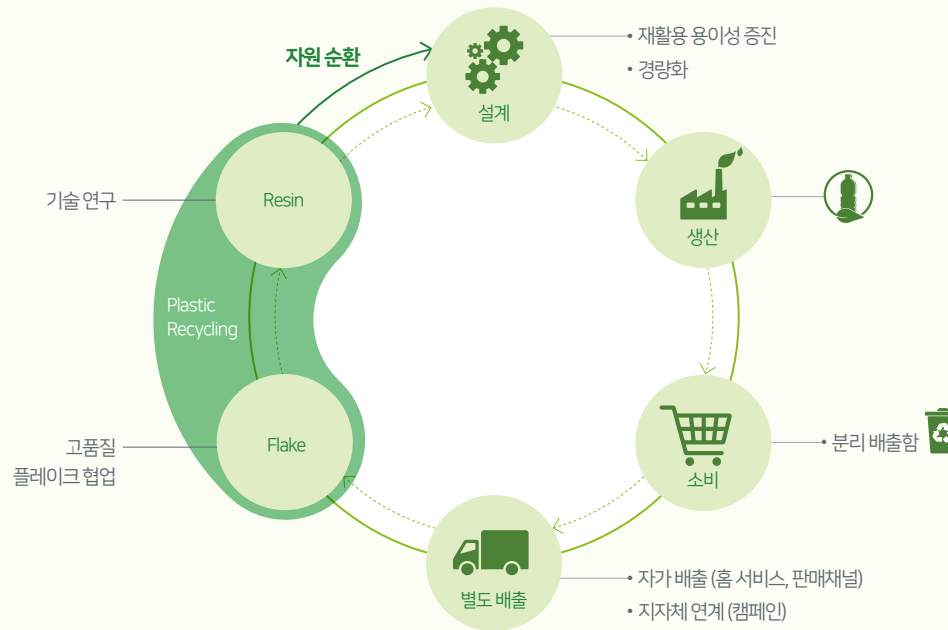 자원 순환
설계
• 재활용 용이성 증진
• 경량화
생산
소비
• 분리 배출함
별도 배출
• 자가 배출 (홈 서비스, 판매채널)
• 지자체 연계 (캠페인)
Flake
고품질
플레이크 협업
Plastic
Recycling
Resin
기술 연구